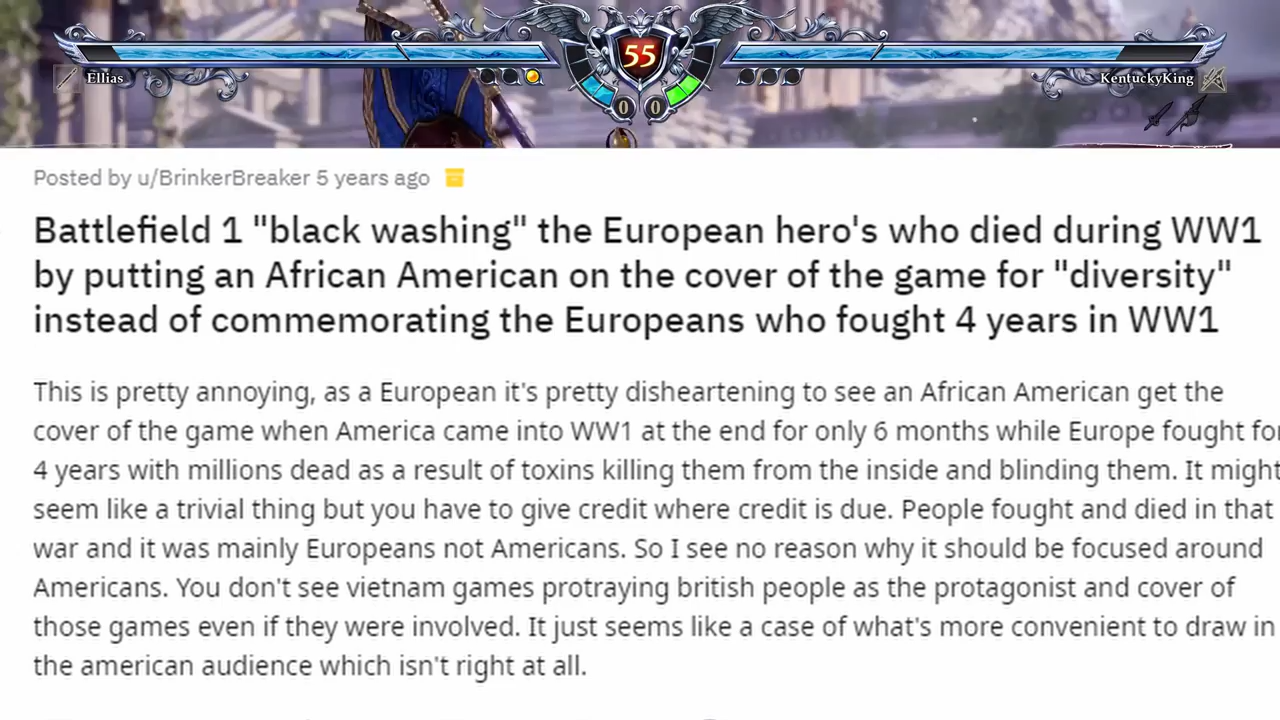 55
Ellias
KentuckyKing
0 0
Posted by u/BrinkerBreaker 5 years ago
Battlefield 1 "black washing" the European hero's who died during WW1
by putting an African American on the cover of the game for "diversity"
instead of commemorating the Europeans who fought 4 years in WW1
This is pretty annoying, as a European it's pretty disheartening to see an African American get the
cover of the game when America came into WW1 at the end for only 6 months while Europe fought for
4 years with millions dead as a result of toxins killing them from the inside and blinding them. It might
seem like a trivial thing but you have to give credit where credit is due. People fought and died in that
war and it was mainly Europeans not Americans. So I see no reason why it should be focused around
Americans. You don't see vietnam games protraying british people as the protagonist and cover of
those games even if they were involved. It just seems like a case of what's more convenient to draw in
the american audience which isn't right at all.